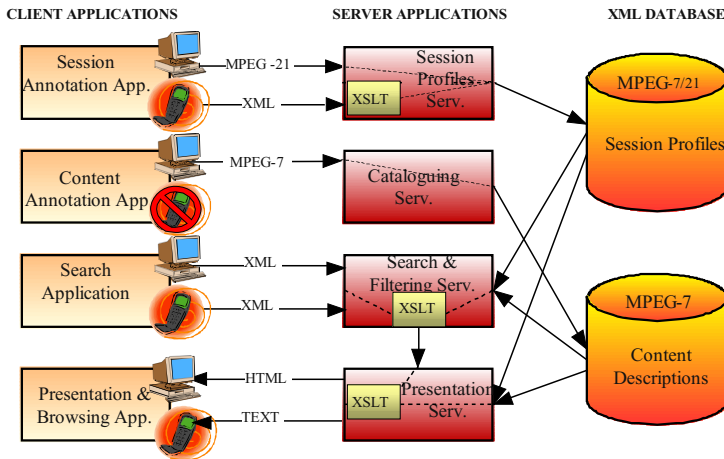 CLIENT APPLICATIONS
SERVER APPLICATIONS
XML DATABASE
Session
Annotation App.
MPEG -21
XML
Session
Profiles
Serv.
XSLT
MPEG-7/21
Session Profiles
Content
Annotation App.
MPEG-7
Cataloguing
Serv.
Search
Application
XML
XML
Search &
Filtering Serv.
XSLT
MPEG-7
Content
Descriptions
Presentation &
Browsing App.
HTML
TEXT
XSLT
Presentation
Serv.